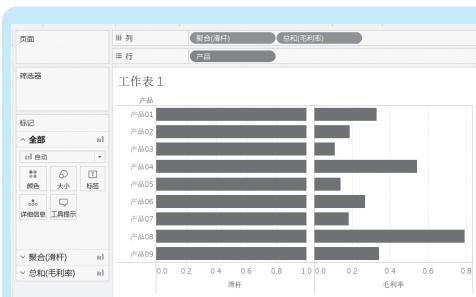 页面
iii 列
聚合(滑杆)
总和(毛利率)
行
产品
筛选器
工作表 1
产品
产品01
产品02
产品03
产品04
产品05
产品06
产品07
产品08
产品09
标记
全部
自动
颜色
大小
标签
详细信息
工具提示
聚合(滑杆)
总和(毛利率)
0.0 0.2 0.4 0.6 0.8 1.0
0.0 0.2 0.4 0.6 0.8
滑杆
毛利率